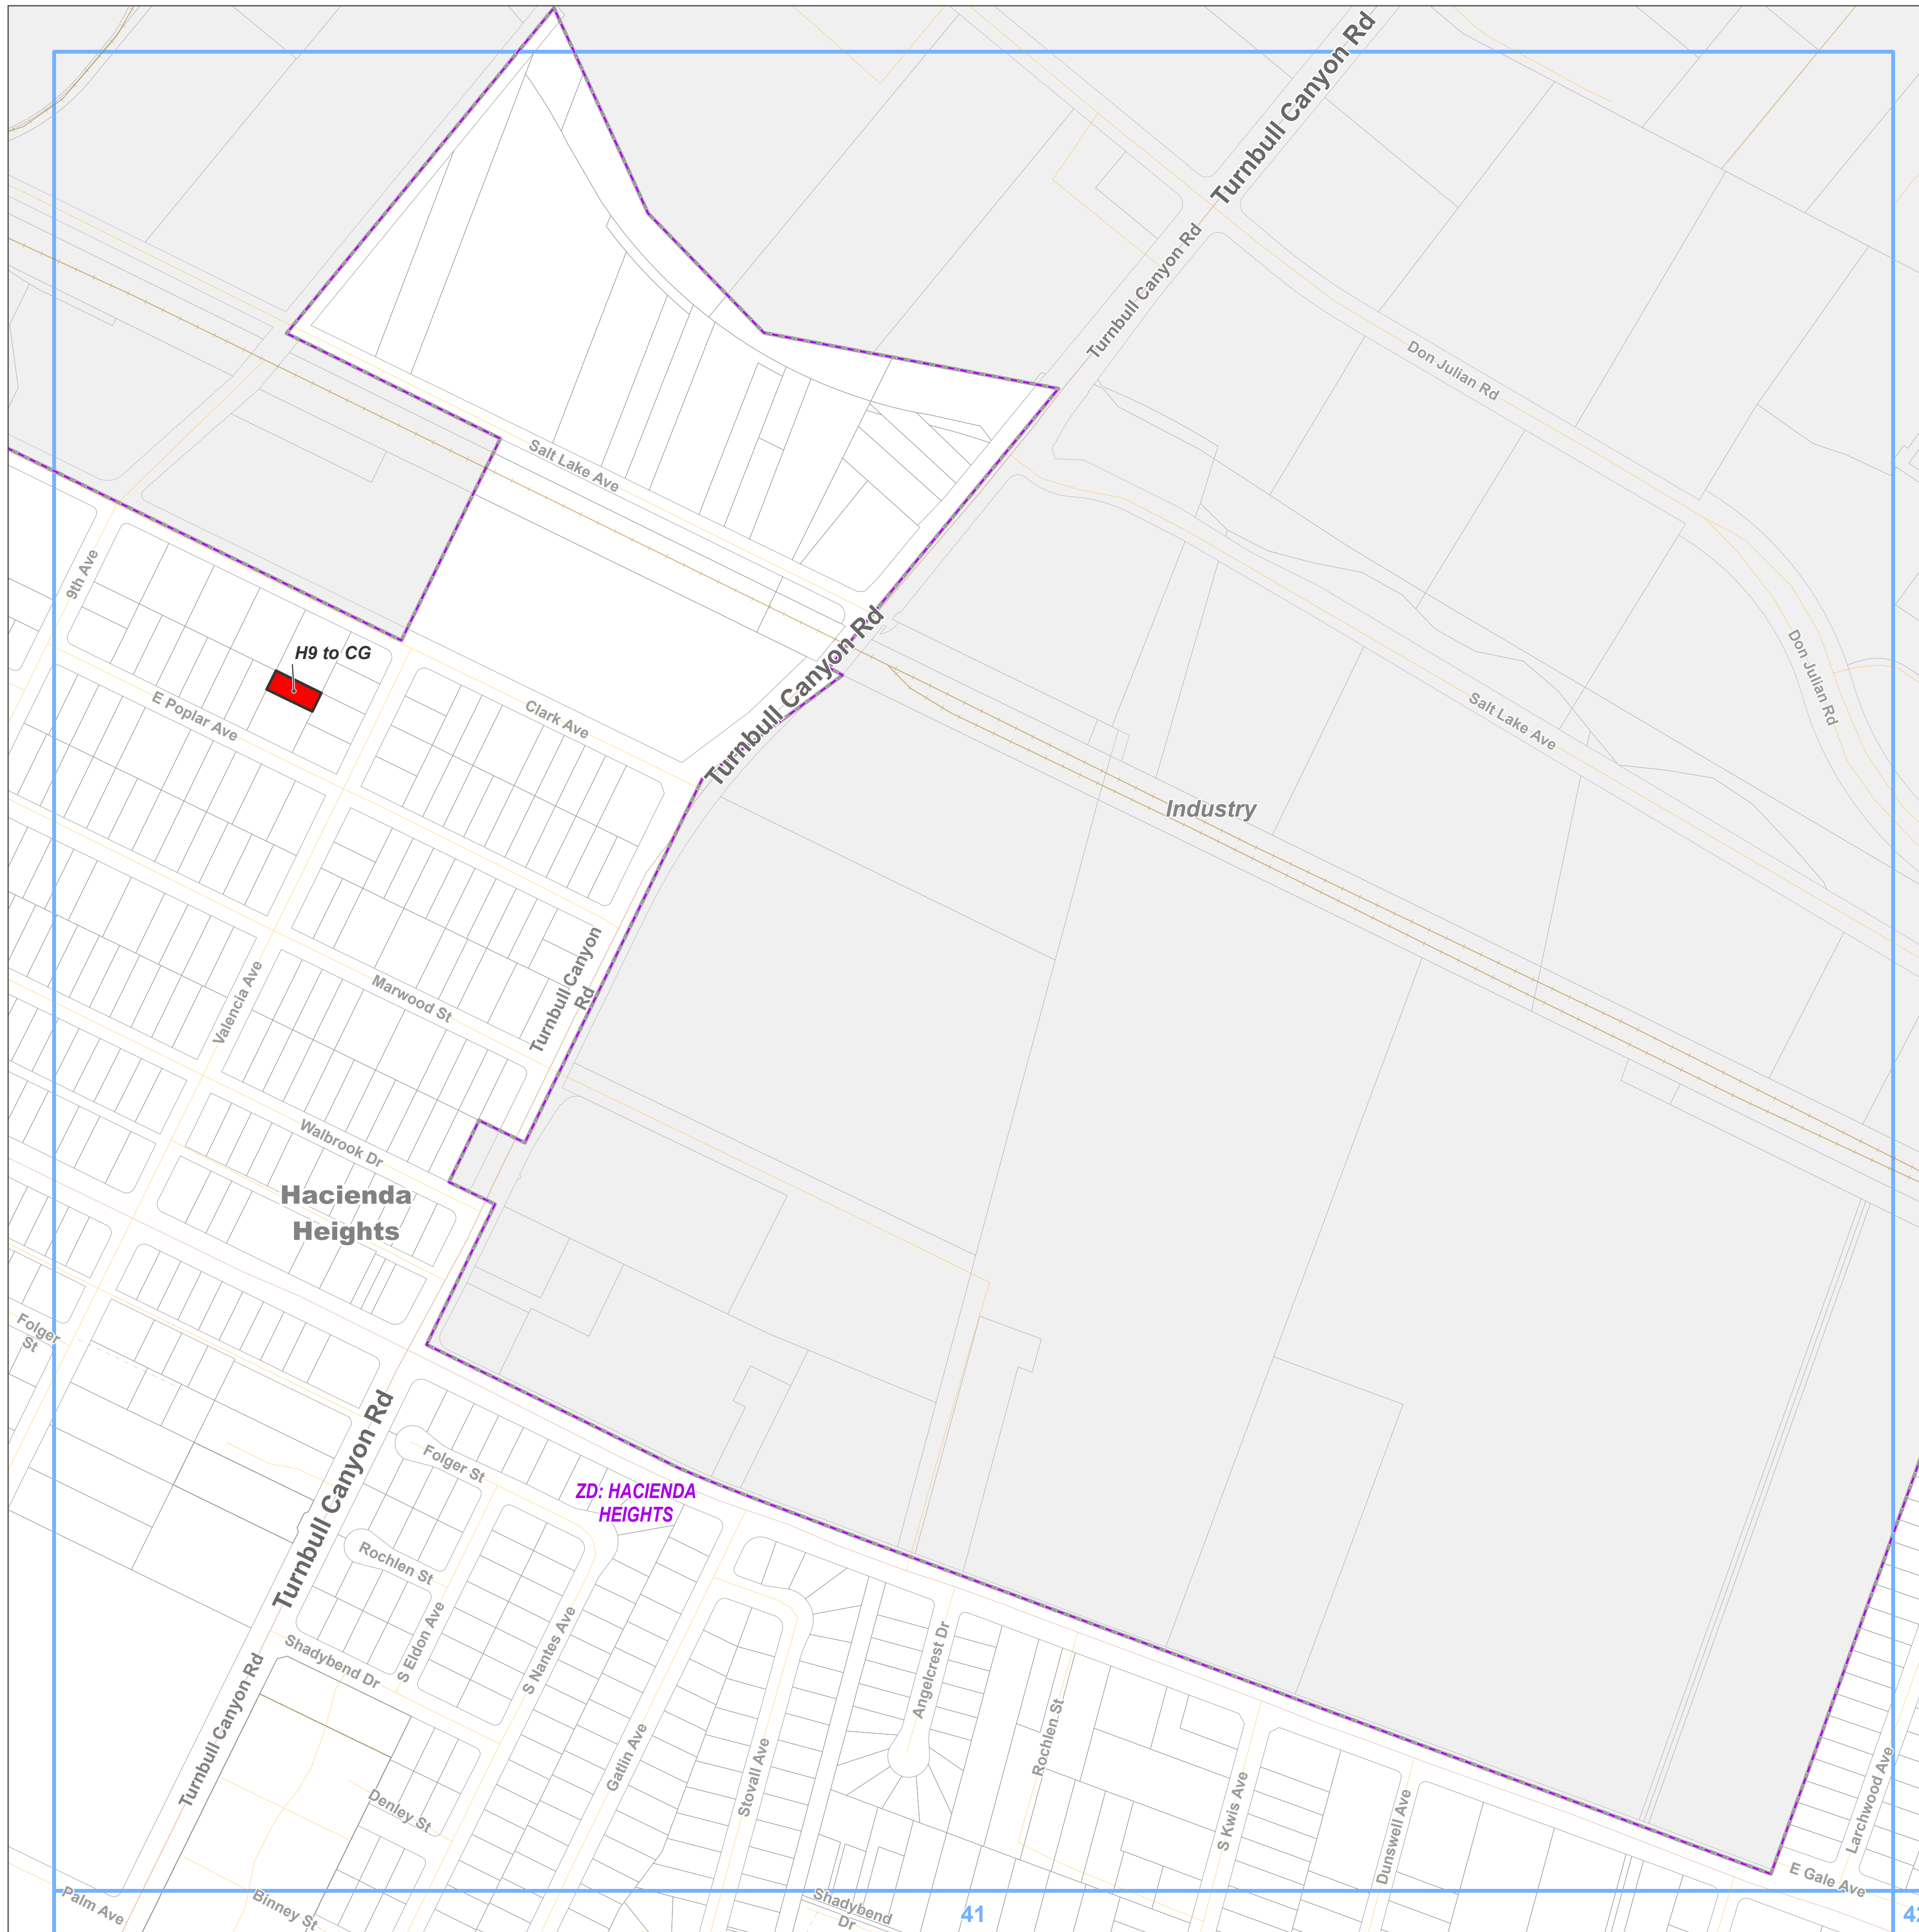 Turnbull Canyon Rd
Turnbull Canyon Rd
Don Julian Rd
Salt Lake Ave
9th Ave
H9 to CG
E Poplar Ave
Clark Ave
Turnbull Canyon Rd
Don Julian Rd
Salt Lake Ave
Industry
Valencia Ave
Marwood St
Turnbull Canyon
Rd
Walbrook Dr
Hacienda
Heights
Folger
St
Turnbull Canyon Rd
Folger St
ZD: HACIENDA
HEIGHTS
Rochlen St
S Eldon Ave
S Nantes Ave
Shadybend Dr
Turnbull Canyon Rd
Gatlin Ave
Stovall Ave
Angelcrest Dr
Rochlen St
S Kwis Ave
Dunswell Ave
Larchwood Ave
E Gale Ave
Denley St
Palm Ave
Binney St
Shadybend
Dr
41